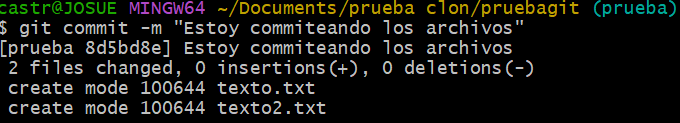 castr@JOSUE MINGW64 ~/Documents/prueba clon/pruebagit (prueba)
$ git commit -m "Estoy commiteando los archivos"
[prueba 8d5bd8e] Estoy commiteando los archivos
 2 files changed, 0 insertions(+), 0 deletions(-)
 create mode 100644 texto.txt
 create mode 100644 texto2.txt